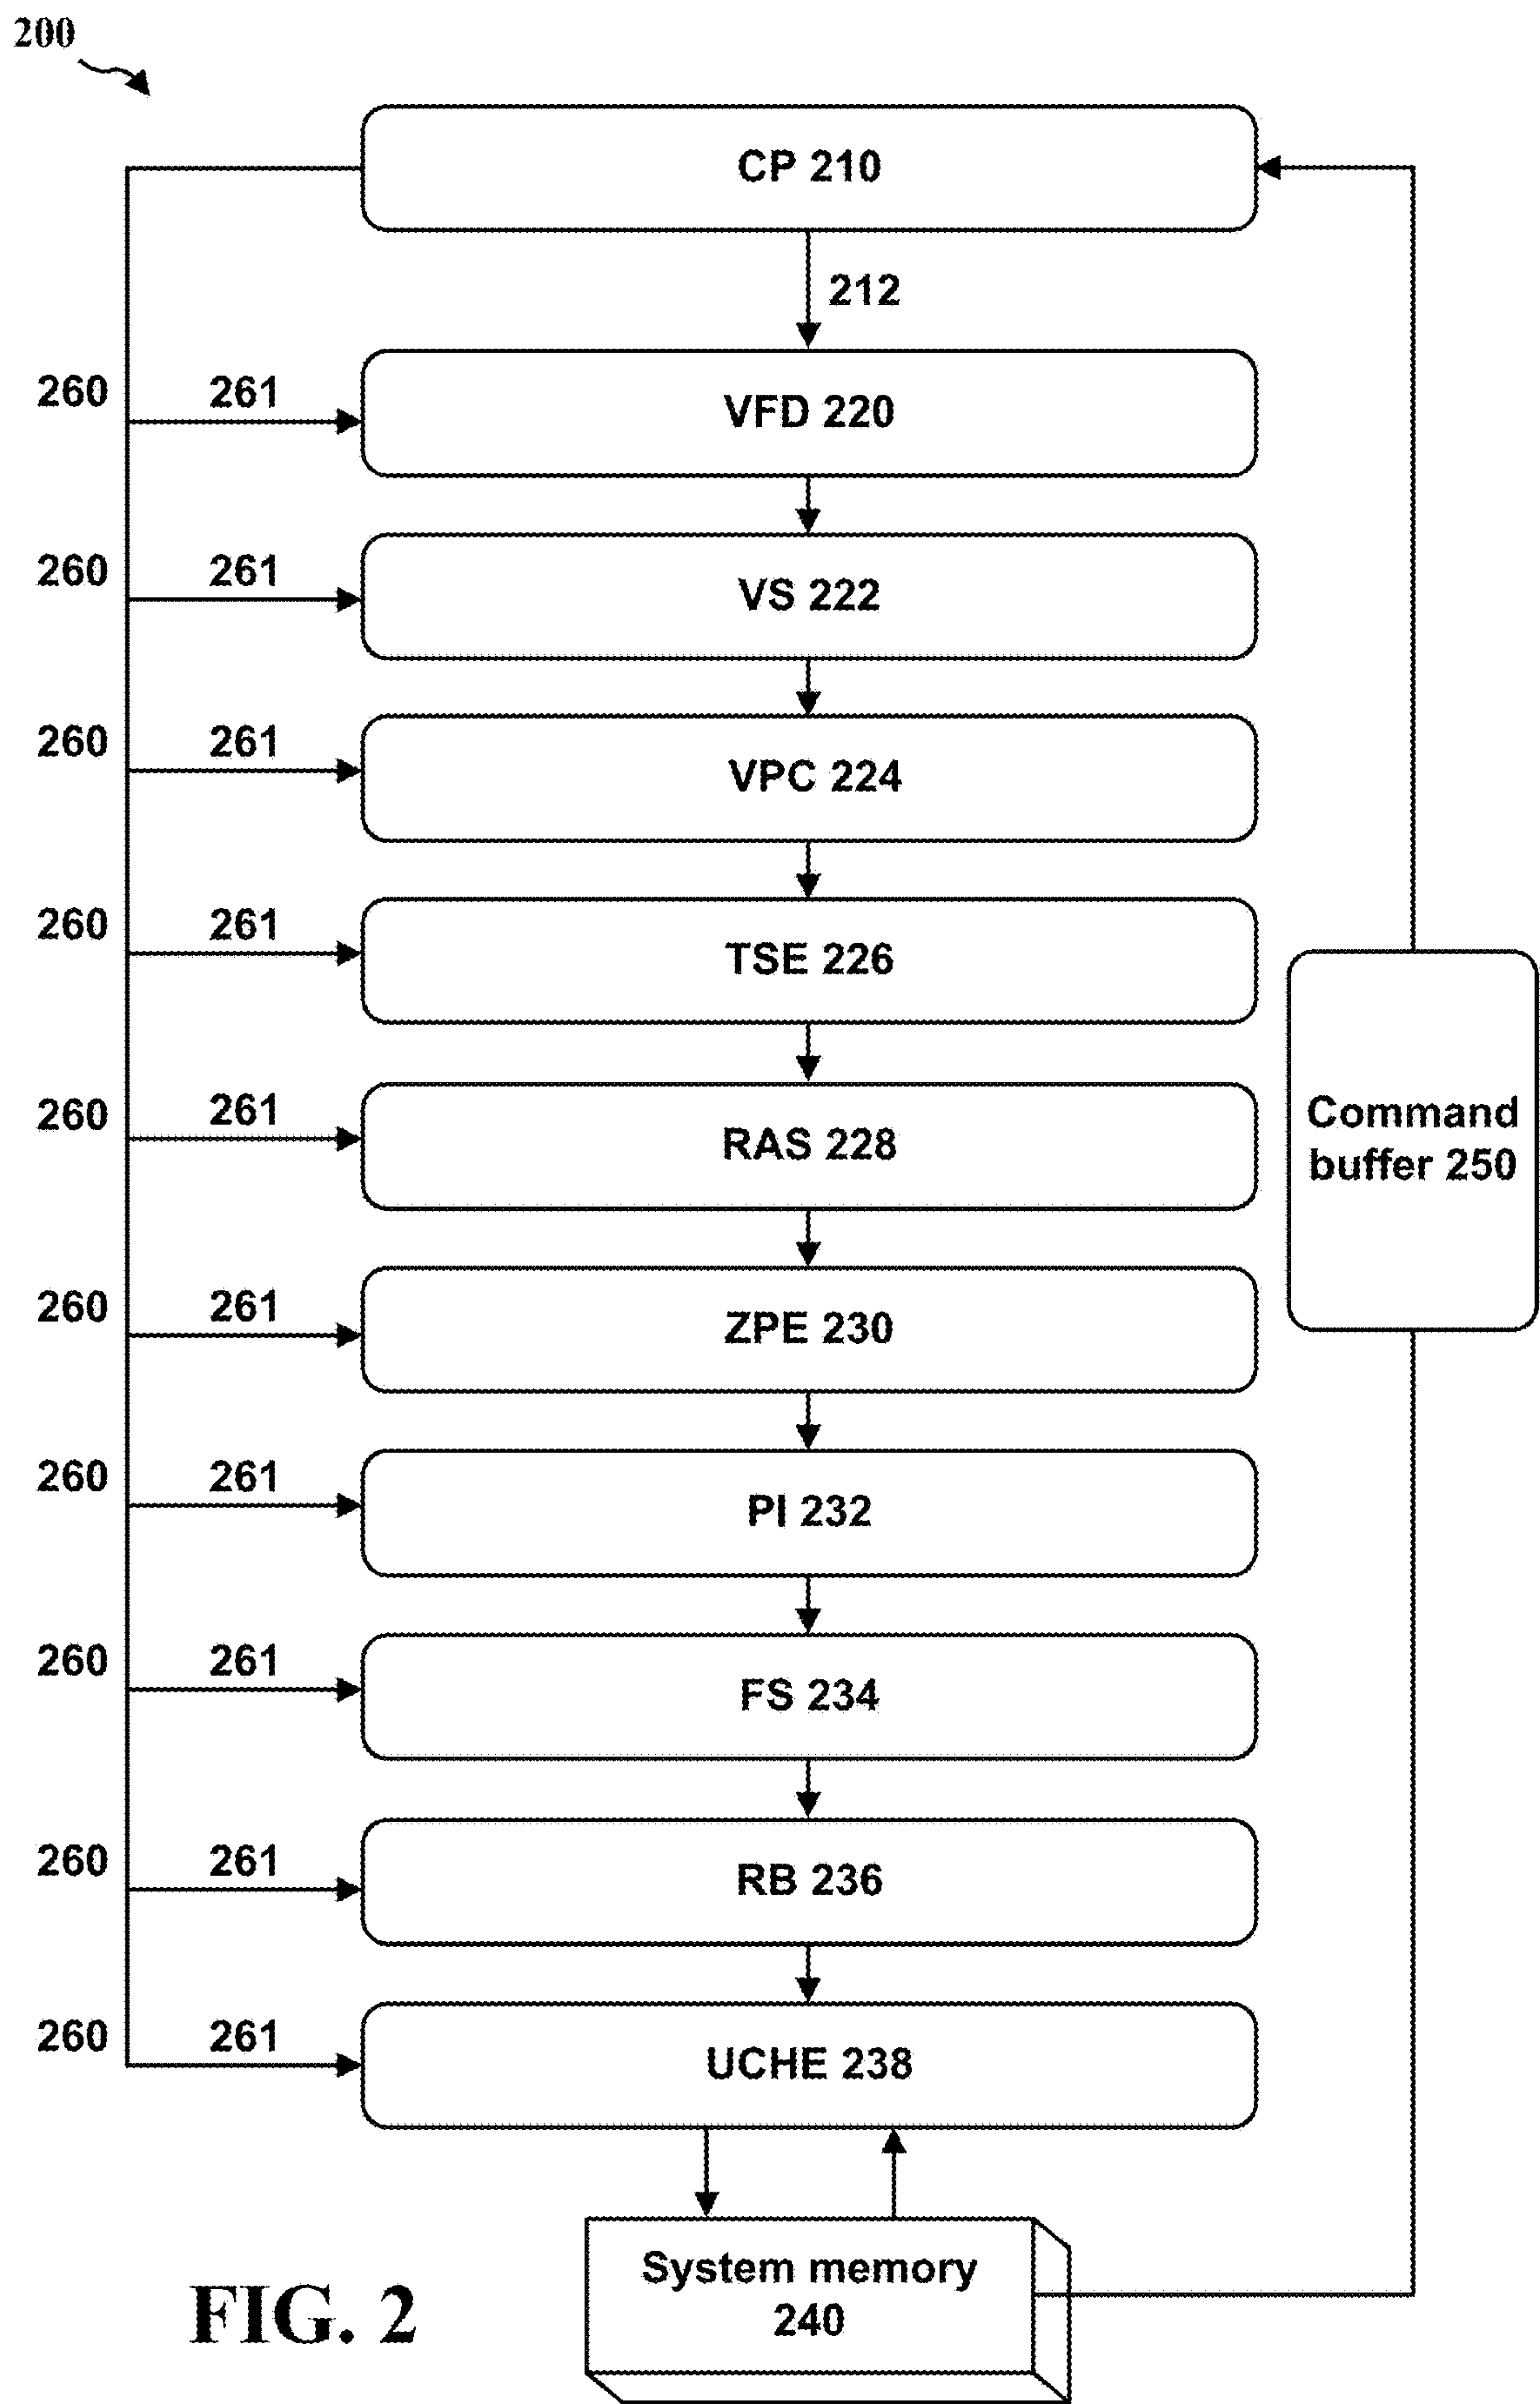 200
CP 210
212
260 261 VFD 220
260 261 VS 222
260 261 VPC 224
260 261 TSE 226
260 261 RAS 228
Command
buffer 250
260 261 ZPE 230
260 261 PI 232
260 261 FS 234
260 261 RB 236
260 261 UCHE 238
System memory
240
FIG. 2